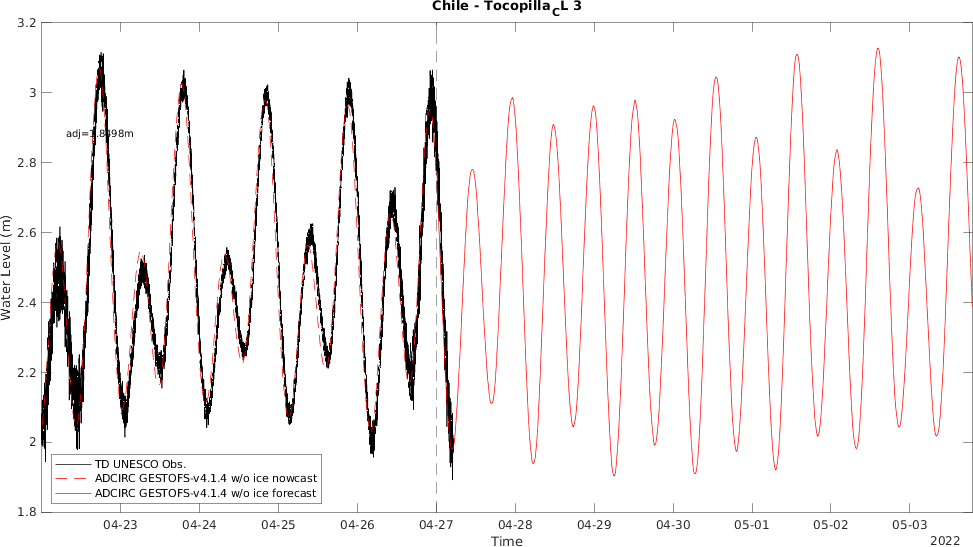 Chile - Tocopilla_CL 3
3.2
3
2.8
2.6
2.4
2.2
2
1.8
Water Level (m)
adj=1.8498m
TD UNESCO Obs.
ADCIRC GESTOFS-v4.1.4 w/o ice nowcast
ADCIRC GESTOFS-v4.1.4 w/o ice forecast
04-23 04-24 04-25 04-26 04-27 04-28 04-29 04-30 05-01 05-02 05-03
Time
2022